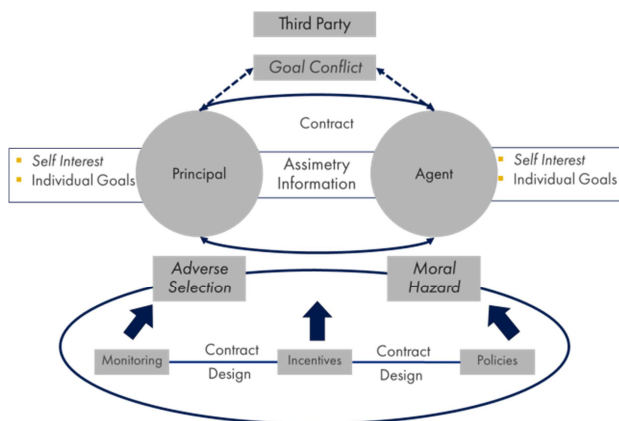 Third Party
Goal Conflict
Contract
Self Interest
Individual Goals
Principal
Assimetry
Information
Agent
Self Interest
Individual Goals
Adverse
Selection
Moral
Hazard
Monitoring
Contract
Design
Incentives
Contract
Design
Policies